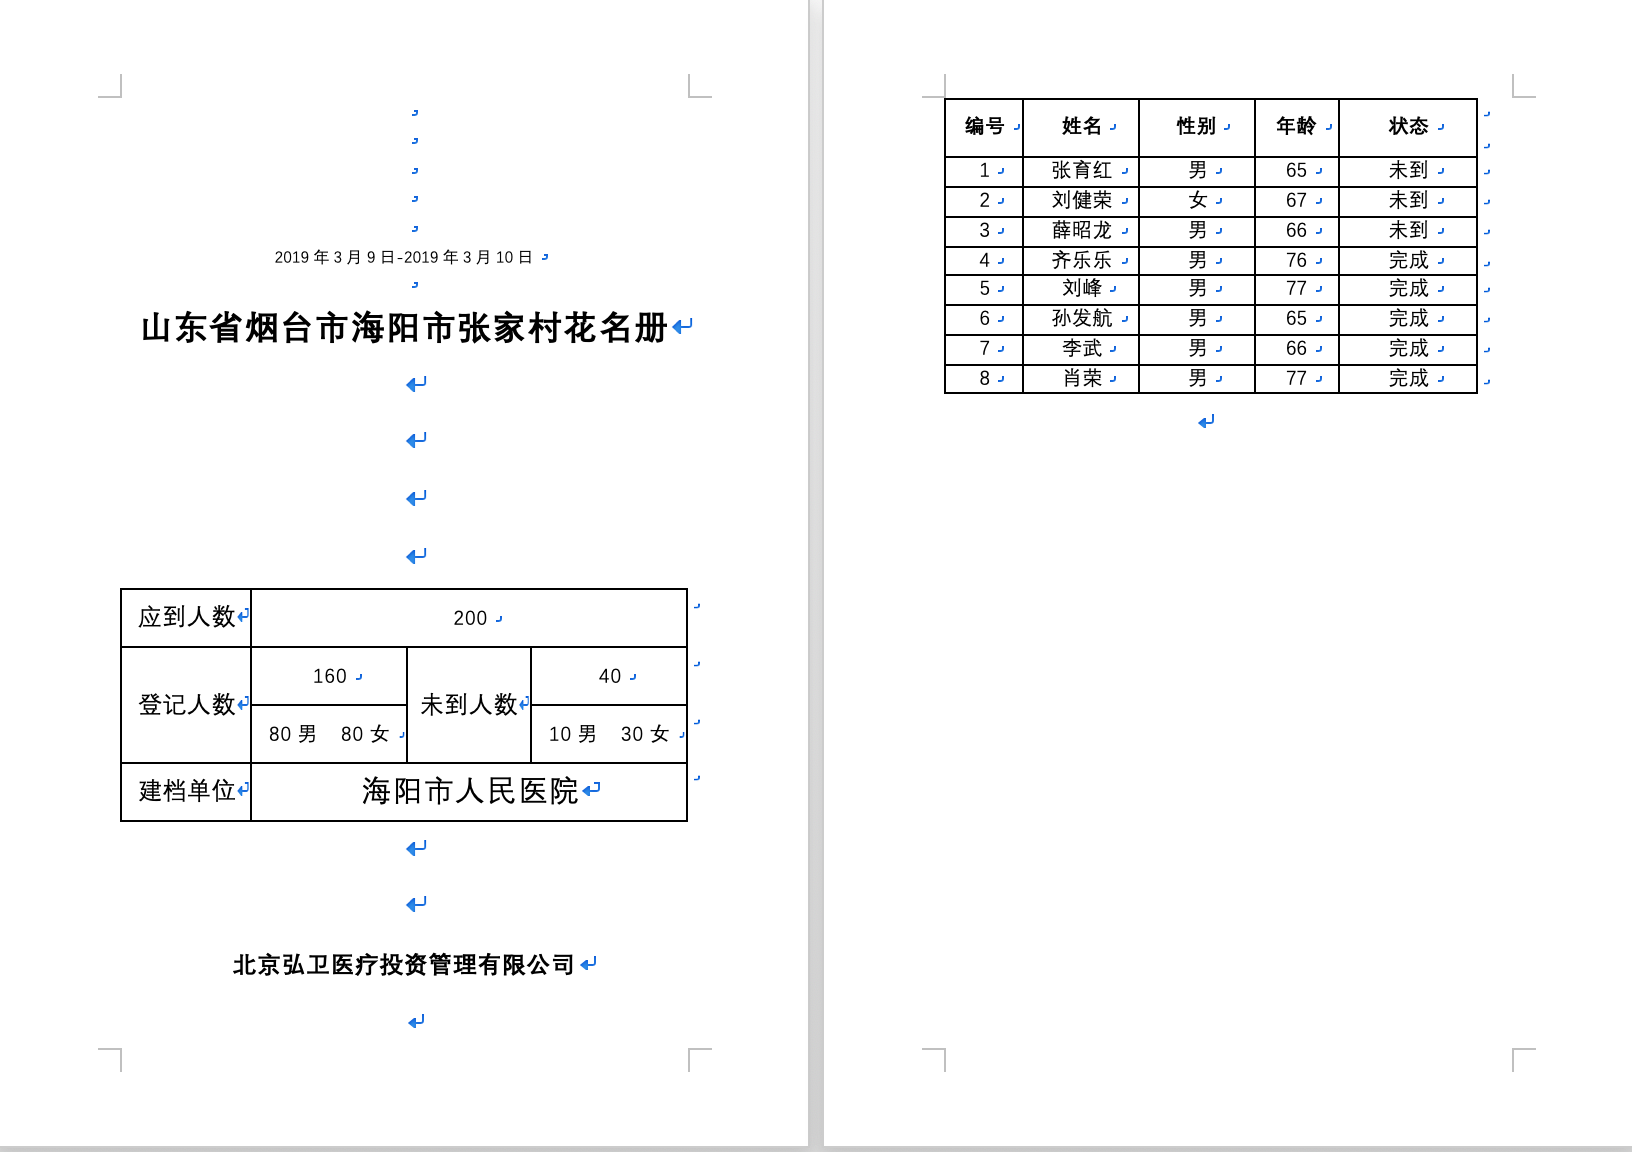 2019 年 3 月 9 日-2019 年 3 月 10 日
山东省烟台市海阳市张家村花名册
应到人数 200
登记人数 160 未到人数 40
80 男 80 女 10 男 30 女
建档单位 海阳市人民医院
北京弘卫医疗投资管理有限公司
编号 姓名 性别 年龄 状态
1 张育红 男 65 未到
2 刘健荣 女 67 未到
3 薛昭龙 男 66 未到
4 齐乐乐 男 76 完成
5 刘峰 男 77 完成
6 孙发航 男 65 完成
7 李武 男 66 完成
8 肖荣 男 77 完成